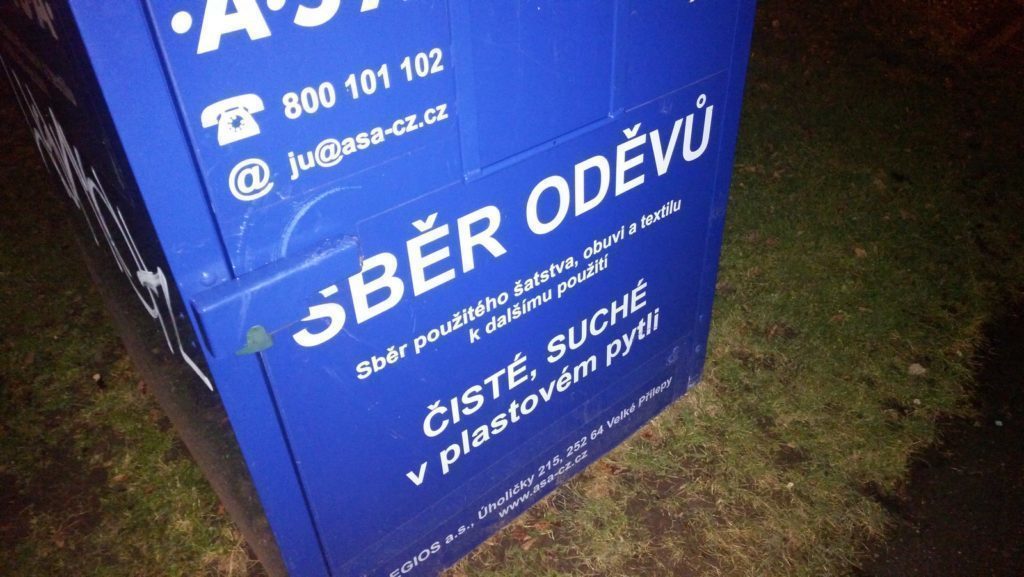 800 101 102
@ ju@asa-cz.cz
SBĚR ODĚVŮ
Sběr použitého šatstva, obuvi a textilu
k dalšímu použití
ČISTÉ, SUCHÉ
v plastovém pytli
EGIOS a.s., Úholičky 215, 252 64 Velké Přílepy
www.asa-cz.cz